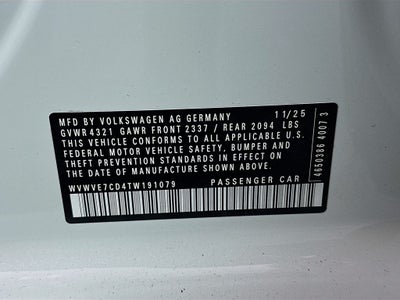 MFD BY VOLKSWAGEN AG GERMANY 11/25
GVWR 4321 GAWR FRONT 2337 / REAR 2094 LBS
THIS VEHICLE CONFORMS TO ALL APPLICABLE U.S.
FEDERAL MOTOR VEHICLE SAFETY, BUMPER AND
THEFT PREVENTION STANDARDS IN EFFECT ON THE
DATE OF MANUFACTURE SHOWN ABOVE.
WVWVE7CD4TW191079 PASSENGER CAR
4650386 4007 3